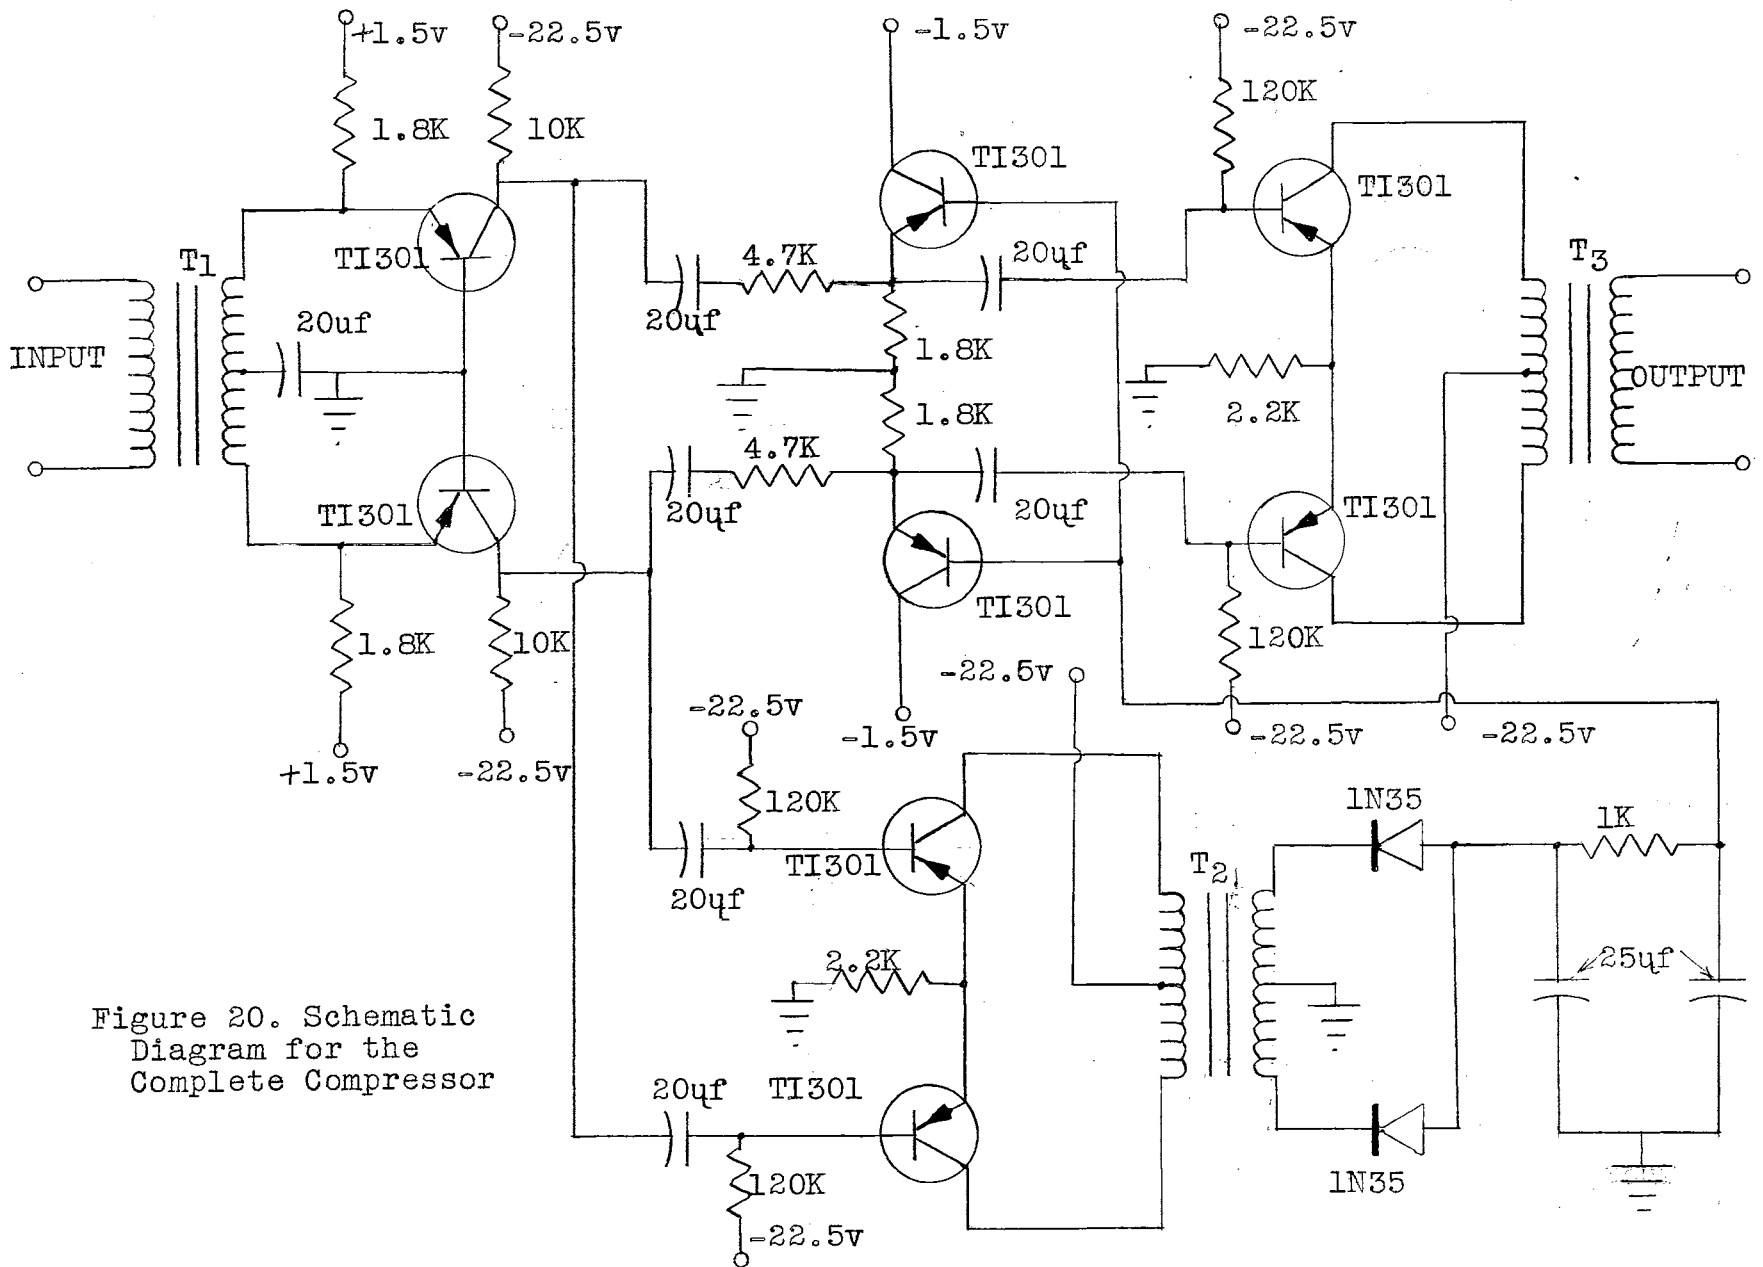 +1.5v
-22.5v
-1.5v
-22.5v
1.8K
10K
120K
TI301
TI301
TI301
T1
4.7K
20uf
T3
20uf
20uf
INPUT
1.8K
OUTPUT
1.8K
2.2K
4.7K
TI301
20uf
20uf
TI301
TI301
1.8K
10K
120K
-22.5v
-22.5v
-1.5v
-22.5v
-22.5v
+1.5v
-22.5v
120K
1N35
1K
TI301
T2
20uf
2.2K
25uf
Figure 20. Schematic
Diagram for the
Complete Compressor
20uf
TI301
120K
1N35
-22.5v